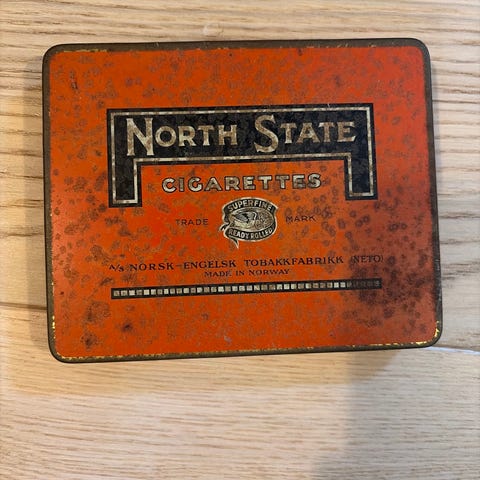 NORTH STATE
CIGARETTES
SUPERFINE
TRADE MARK
READY ROLLED
A/S NORSK-ENGELSK TOBAKKFABRIKK NETO
MADE IN NORWAY